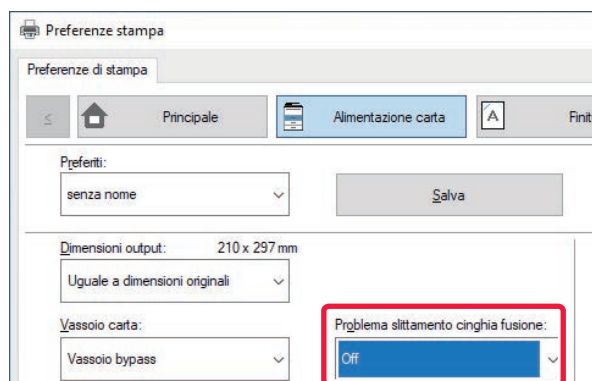 Preferenze stampa
Preferenze di stampa
≤ Principale Alimentazione carta A Finit
Preferiti:
senza nome Salva
Dimensioni output: 210 x 297 mm
Uguale a dimensioni originali
Vassoio carta: Problema slittamento cinghia fusione:
Vassoio bypass Off